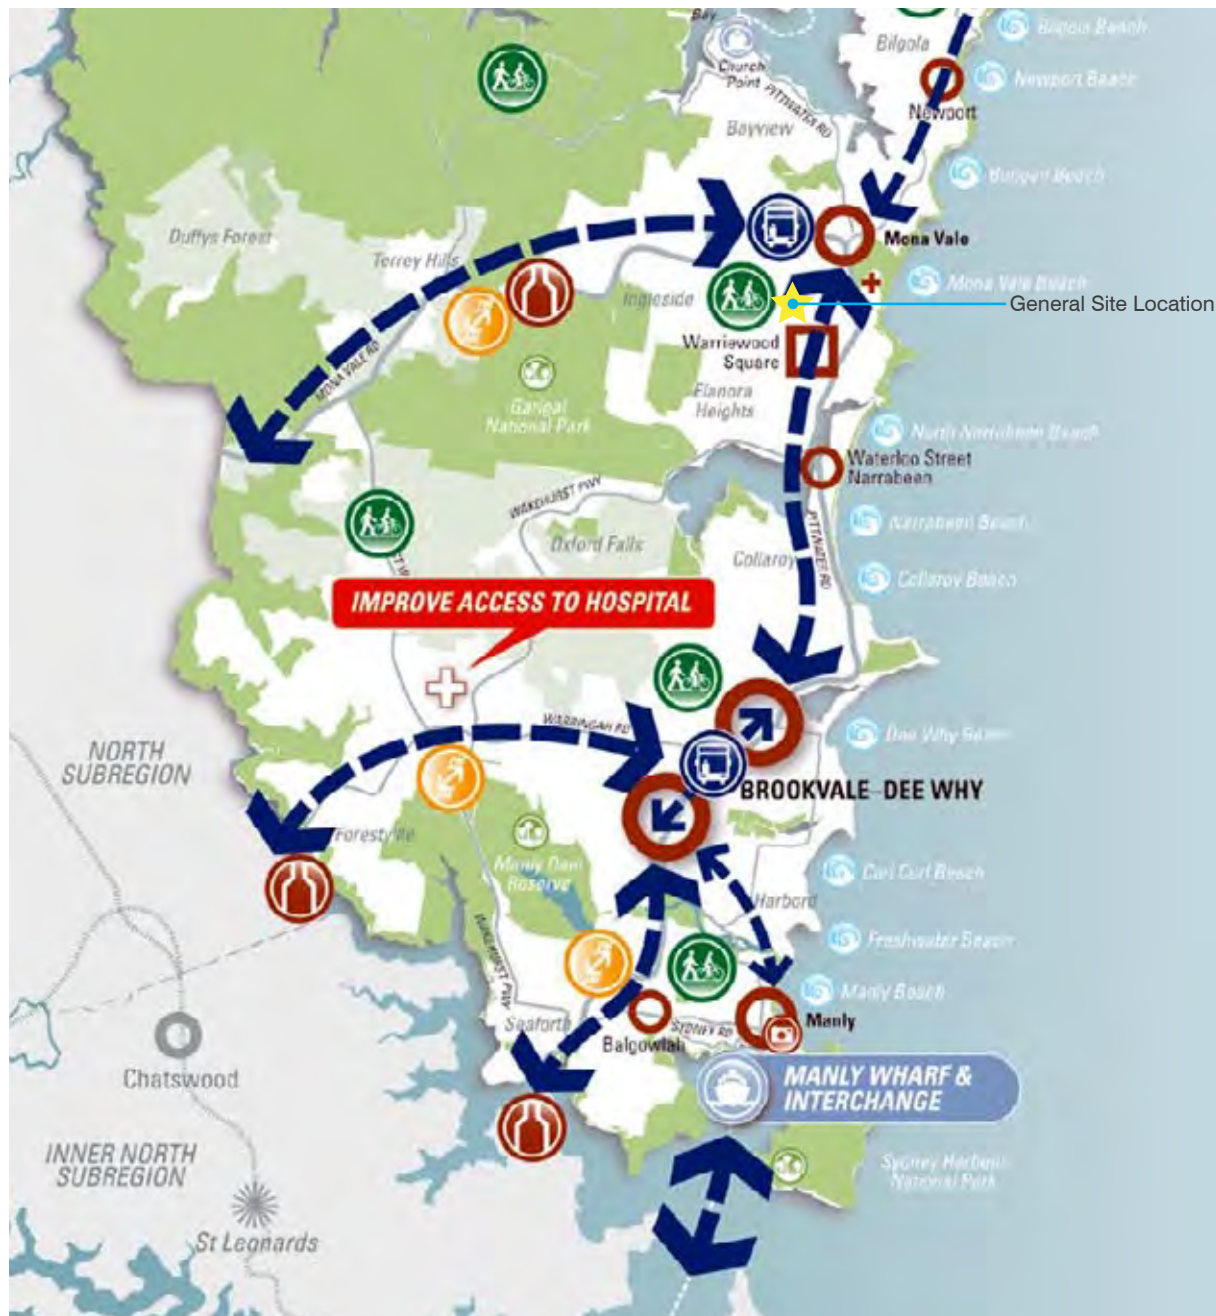 Bay
Bilgola
Bilgola Beach
Church
Point
Newport Beach
Newport
PITTWATER RD
Bayview
Bungan Beach
Duffys Forest
Terrey Hills
Mona Vale
Mona Vale Beach
Ingleside
General Site Location
Warriewood
Square
MONA VALE RD
Elanora
Heights
Garigal
National Park
North Narrabeen Beach
Waterloo Street
Narrabeen
WAKEHURST PWY
Narrabeen Beach
Oxford Falls
Collaroy
PITTWATER RD
Collaroy Beach
IMPROVE ACCESS TO HOSPITAL
WARRINGAH RD
Dee Why Beach
NORTH
SUBREGION
BROOKVALE–DEE WHY
Forestville
Manly Dam
Reserve
Curl Curl Beach
Harbord
Freshwater Beach
WAKEHURST PWY
Manly Beach
Seaforth
SYDNEY RD
Manly
Balgowlah
Chatswood
MANLY WHARF &
INTERCHANGE
INNER NORTH
SUBREGION
Sydney Harbour
National Park
St Leonards